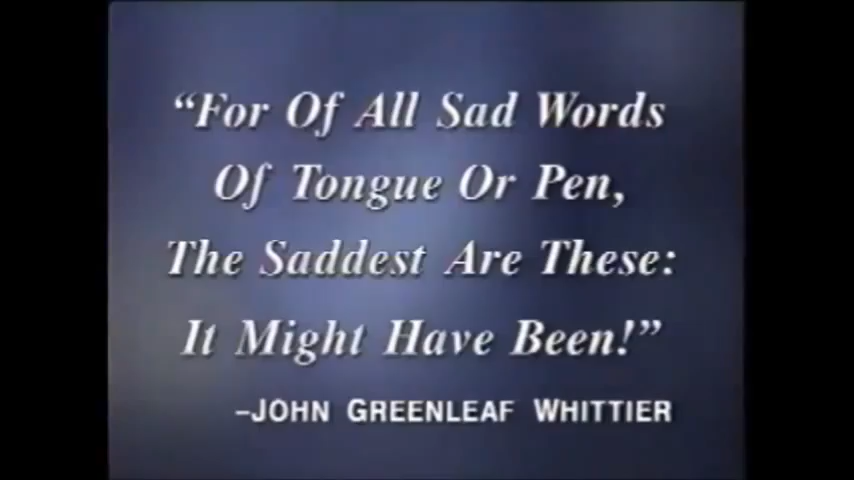 “For Of All Sad Words
Of Tongue Or Pen,
The Saddest Are These:
It Might Have Been!”
–JOHN GREENLEAF WHITTIER